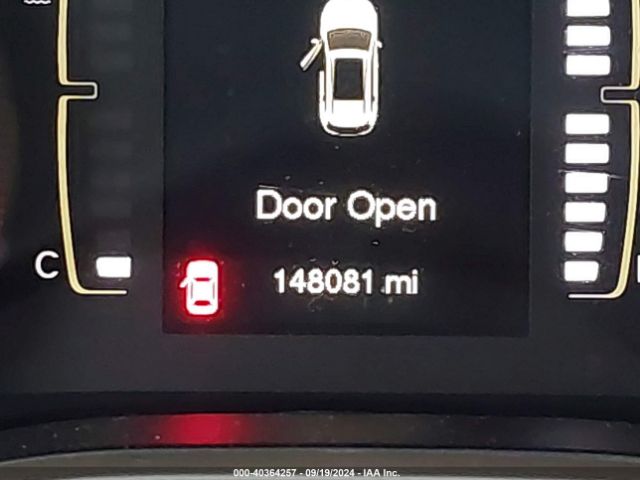 Door Open
C
148081 mi
000-40364257 - 09/19/2024 - IAA Inc.